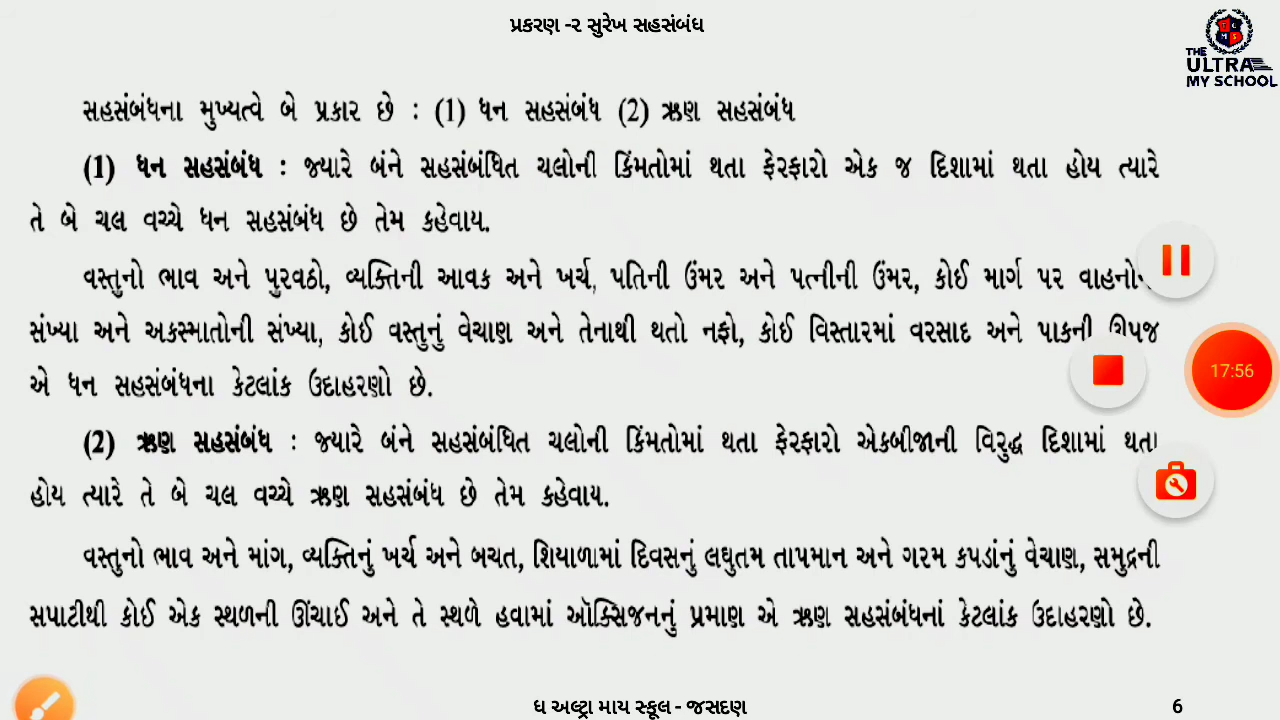 પ્રકરણ -૨ સુરેખ સહસંબંધ
THE
ULTRA
MY SCHOOL
સહસંબંધના મુખ્યત્વે બે પ્રકાર છે : (1) ધન સહસંબંધ (2) ઋણ સહસંબંધ
(1) ધન સહસંબંધ : જ્યારે બંને સહસંબંધિત ચલોની કિંમતોમાં થતા ફેરફારો એક જ દિશામાં થતા હોય ત્યારે
તે બે ચલ વચ્ચે ધન સહસંબંધ છે તેમ કહેવાય.
વસ્તુનો ભાવ અને પુરવઠો, વ્યક્તિની આવક અને ખર્ચ, પતિની ઉંમર અને પત્નીની ઉંમર, કોઈ માર્ગ પર
સંખ્યા અને અકસ્માતોની સંખ્યા, કોઈ વસ્તુનું વેચાણ અને તેનાથી થતો નફો, કોઈ વિસ્તારમાં વરસાદ અને પાકની ઊપજ
એ ધન સહસંબંધના કેટલાંક ઉદાહરણો છે.
(2) ઋણ સહસંબંધ : જ્યારે બંને સહસંબંધિત ચલોની કિંમતોમાં થતા ફેરફારો એકબીજાની વિરુદ્ધ દિશામાં થતા
હોય ત્યારે તે બે ચલ વચ્ચે ઋણ સહસંબંધ છે તેમ કહેવાય.
વસ્તુનો ભાવ અને માંગ, વ્યક્તિનું ખર્ચ અને બચત, શિયાળામાં દિવસનું લઘુતમ તાપમાન અને ગરમ કપડાંનું વેચાણ, સમુદ્રની
સપાટીથી કોઈ એક સ્થળની ઊંચાઈ અને તે સ્થળે હવામાં ઑક્સિજનનું પ્રમાણ એ ઋણ સહસંબંધનાં કેટલાંક ઉદાહરણો છે.
17:56
ધ અલ્ટ્રા માય સ્કૂલ - જસદણ
6